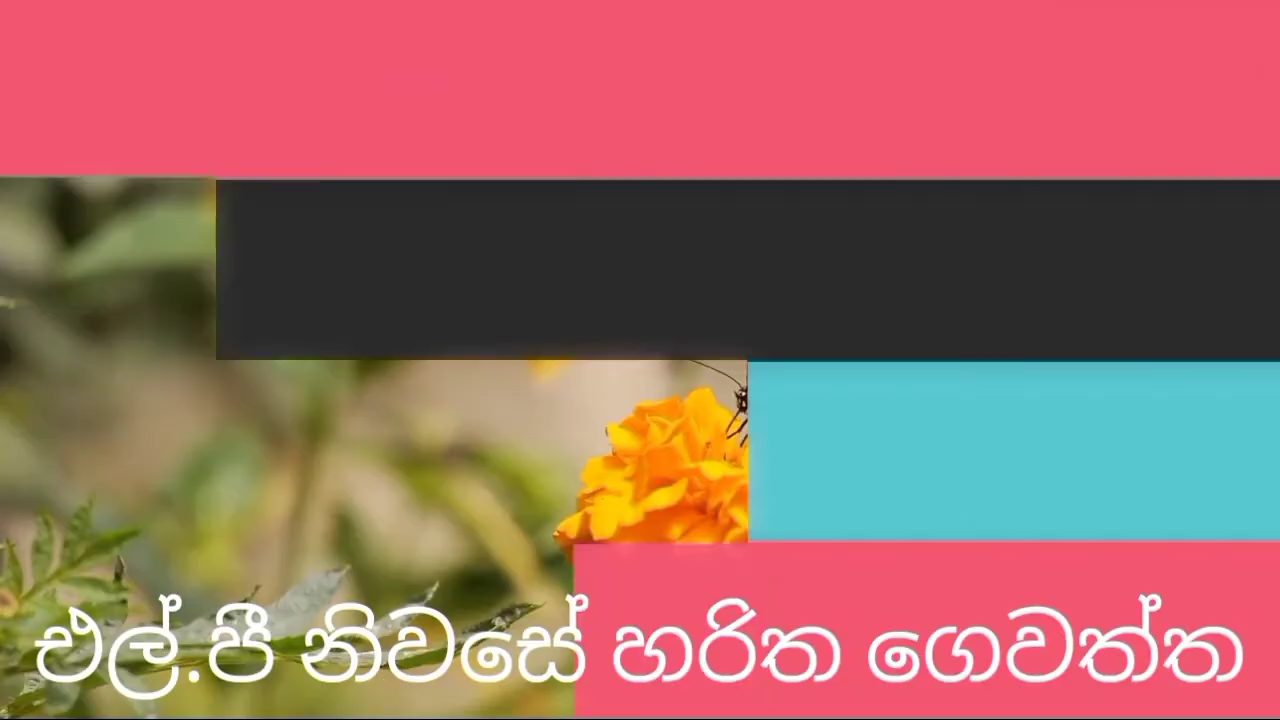 එල්.පී නිවසේ හරිත ගෙවත්ත